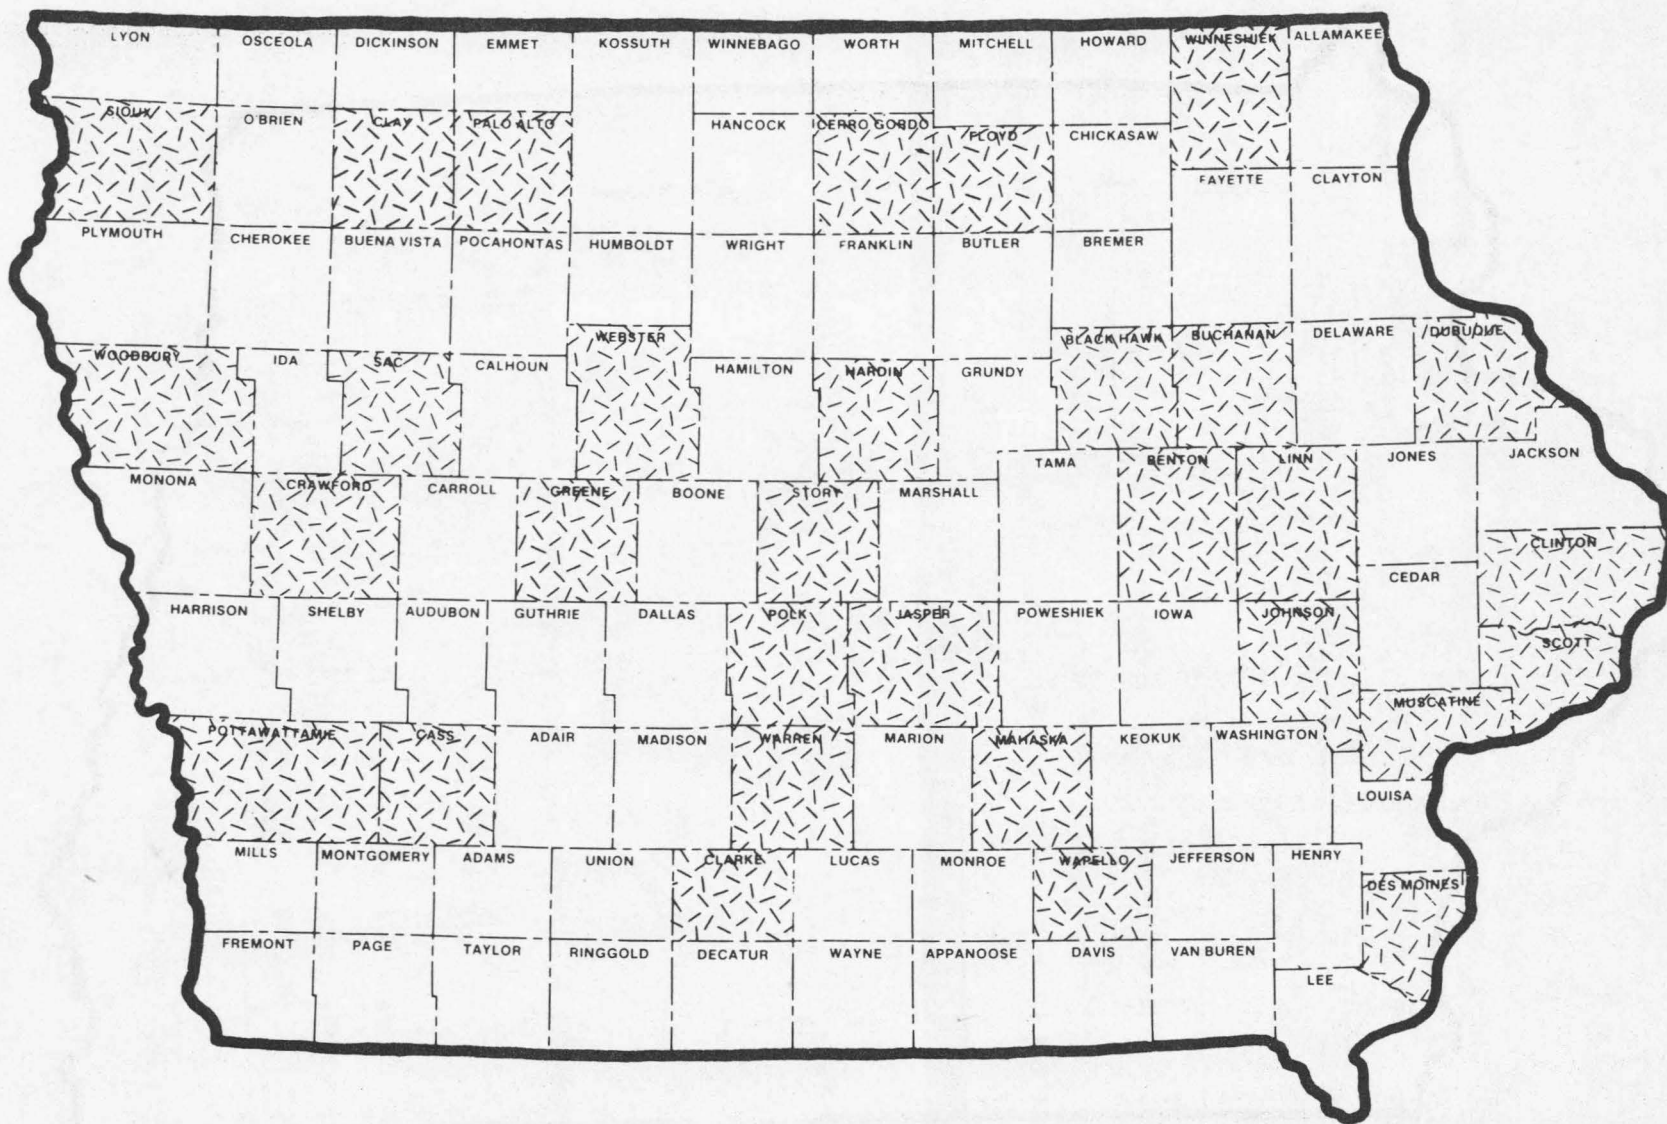 LYON
OSCEOLA
DICKINSON
EMMET
KOSSUTH
WINNEBAGO
WORTH
MITCHELL
HOWARD
WINNESHIEK
ALLAMAKEE
SIOUX
O'BRIEN
CLAY
PALO ALTO
HANCOCK
CERRO GORDO
FLOYD
CHICKASAW
FAYETTE
CLAYTON
PLYMOUTH
CHEROKEE
BUENA VISTA
POCAHONTAS
HUMBOLDT
WRIGHT
FRANKLIN
BUTLER
BREMER
WOODBURY
IDA
SAC
CALHOUN
WEBSTER
HAMILTON
HARDIN
GRUNDY
BLACK HAWK
BUCHANAN
DELAWARE
DUBUQUE
MONONA
CRAWFORD
CARROLL
GREENE
BOONE
STORY
MARSHALL
TAMA
BENTON
LINN
JONES
JACKSON
CLINTON
CEDAR
HARRISON
SHELBY
AUDUBON
GUTHRIE
DALLAS
POLK
JASPER
POWESHIEK
IOWA
JOHNSON
SCOTT
MUSCATINE
POTTAWATTAMIE
CASS
ADAIR
MADISON
WARREN
MARION
MAHASKA
KEOKUK
WASHINGTON
LOUISA
MILLS
MONTGOMERY
ADAMS
UNION
CLARKE
LUCAS
MONROE
WAPELLO
JEFFERSON
HENRY
DES MOINES
FREMONT
PAGE
TAYLOR
RINGGOLD
DECATUR
WAYNE
APPANOOSE
DAVIS
VAN BUREN
LEE